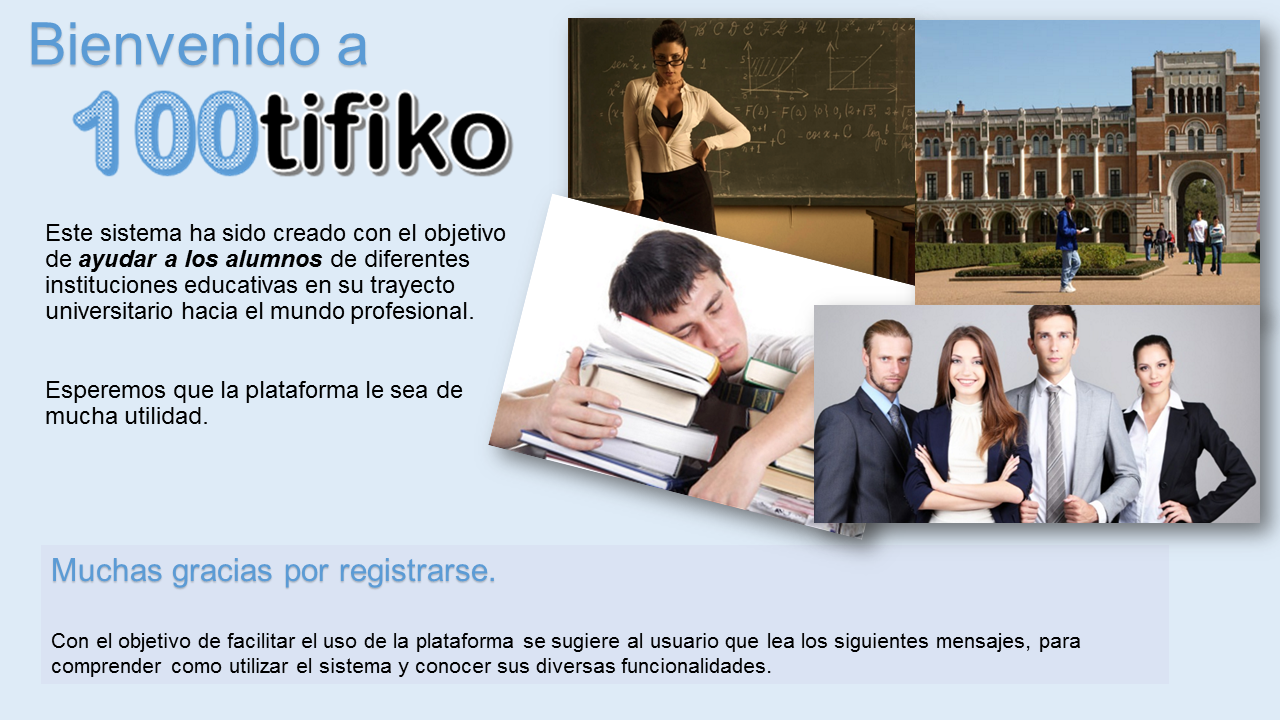 Bienvenido a
100tifiko
Este sistema ha sido creado con el objetivo
de ayudar a los alumnos de diferentes
instituciones educativas en su trayecto
universitario hacia el mundo profesional.
Esperemos que la plataforma le sea de
mucha utilidad.
Muchas gracias por registrarse.
Con el objetivo de facilitar el uso de la plataforma se sugiere al usuario que lea los siguientes mensajes, para
comprender como utilizar el sistema y conocer sus diversas funcionalidades.